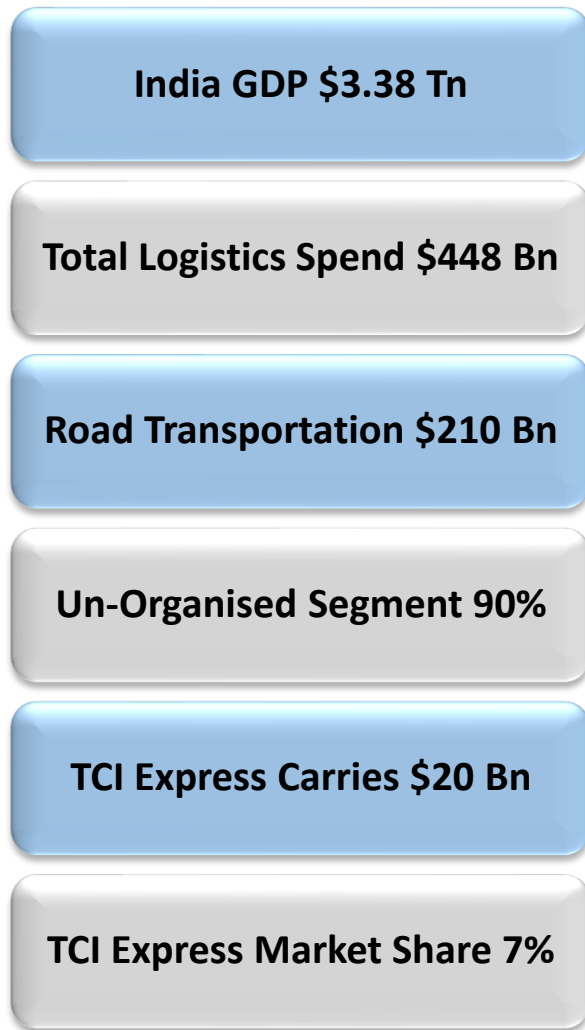 India GDP $3.38 Tn
Total Logistics Spend $448 Bn
Road Transportation $210 Bn
Un-Organised Segment 90%
TCI Express Carries $20 Bn
TCI Express Market Share 7%